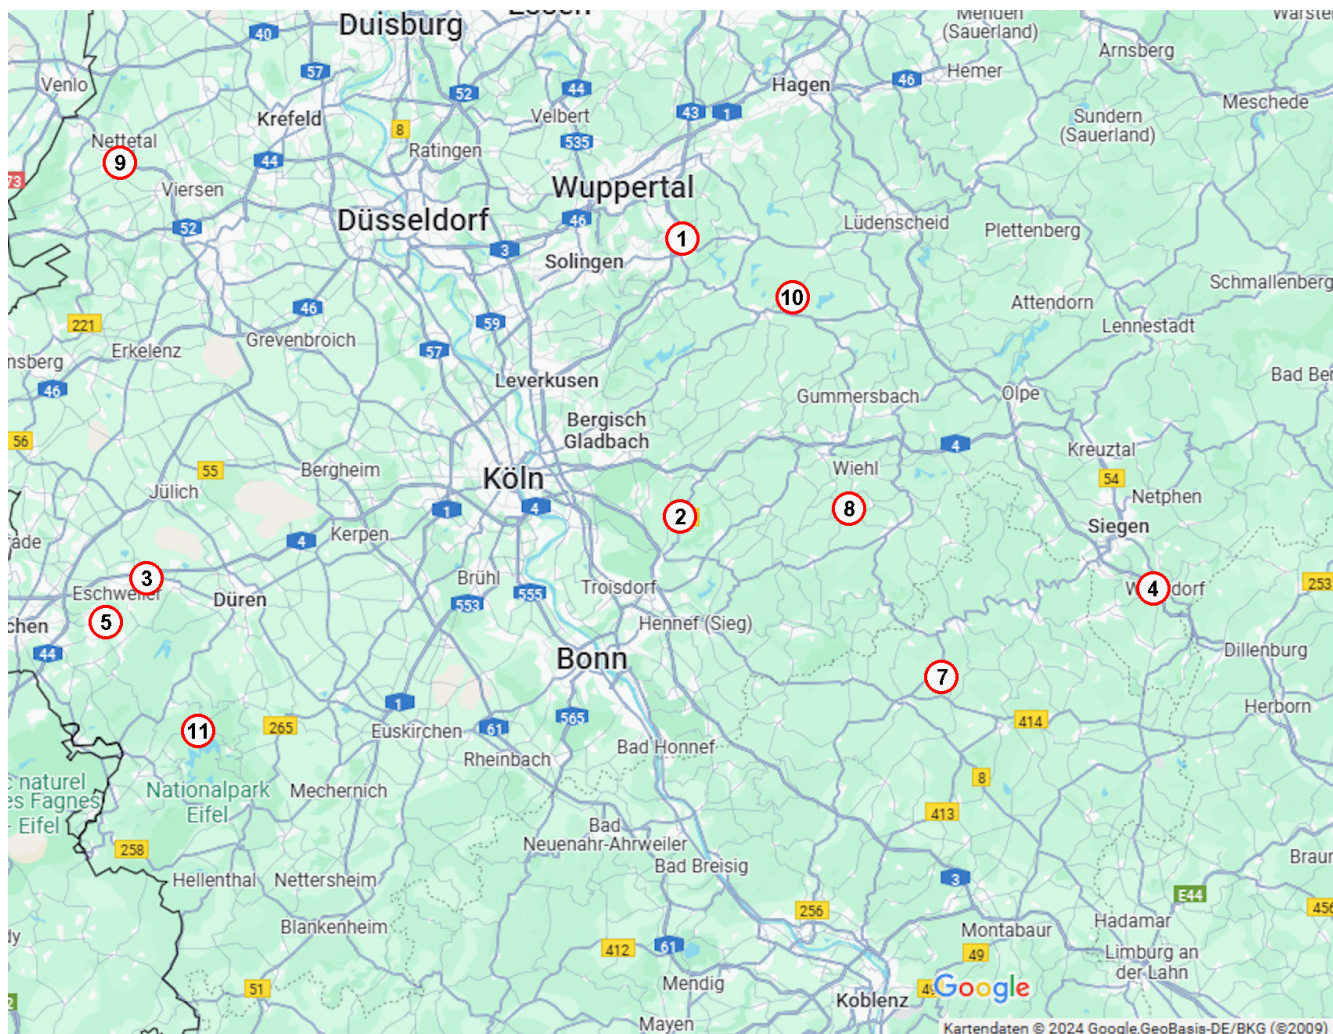 Duisburg
Essen
Menden
(Sauerland)
Arnsberg
40
57
Venlo
52
44
Hagen
46
Hemer
Krefeld
Velbert
43
1
Sundern
(Sauerland)
Meschede
Nettetal
9
8
Ratingen
535
44
73
Viersen
Wuppertal
52
Düsseldorf
46
3
1
Solingen
Lüdenscheid
Plettenberg
Schmallenberg
10
Attendorn
46
59
221
Erkelenz
Grevenbroich
57
Lennestadt
46
Leverkusen
Gummersbach
Olpe
56
Bergisch
Gladbach
4
Kreuztal
55
Bergheim
Köln
Wiehl
54
Jülich
Netphen
1
4
2
8
Siegen
Kerpen
4
3
Eschweiler
Düren
Brühl
553
555
Troisdorf
4
253
5
44
Hennef (Sieg)
Bonn
Dillenburg
7
1
11
265
Euskirchen
61
565
414
Herborn
Rheinbach
Bad Honnef
Nationalpark
Eifel
Mechernich
8
413
258
Bad
Neuenahr-Ahrweiler
Bad Breisig
Hellenthal
Nettersheim
3
E44
Blankenheim
256
412
61
Montabaur
49
Hadamar
Limburg an
der Lahn
51
Mendig
Koblenz
Google
Mayen
Kartendaten © 2024 Google,GeoBasis-DE/BKG (©2009)